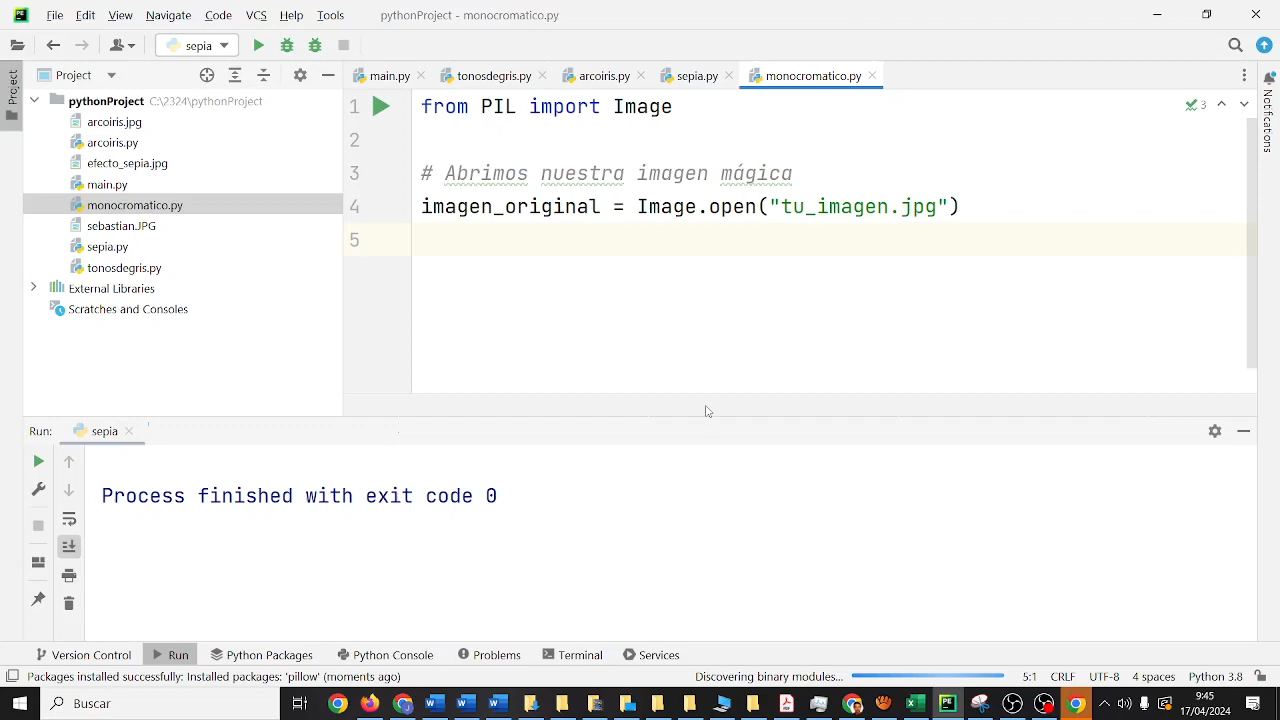 File Edit View Navigate Code VCS Help Tools pythonProject - monocromatico.py
sepia
Project
main.py tonosdegris.py arcoiris.py sepia.py monocromatico.py
Project
pythonProject C:\2324\pythonProject
arcoiris.jpg
arcoiris.py
efecto_sepia.jpg
main.py
monocromatico.py
sebastian.JPG
sepia.py
tonosdegris.py
External Libraries
Scratches and Consoles
1 from PIL import Image
2
3 # Abrimos nuestra imagen mágica
4 imagen_original = Image.open("tu_imagen.jpg")
5
3
Notifications
Run: sepia
Process finished with exit code 0
Version Control Run Python Packages Python Console Problems Terminal Services
Packages installed successfully: Installed packages: 'pillow' (moments ago) Discovering binary modules... 5:1 CRLF UTF-8 4 spaces Python 3.8
Buscar
9:45
17/04/2024